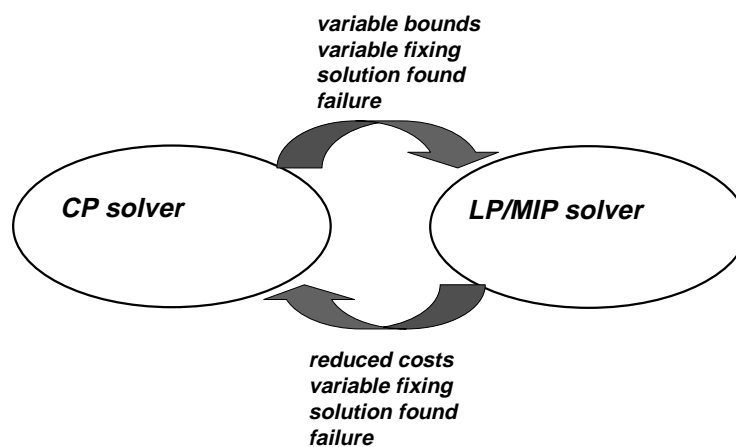 variable bounds
variable fixing
solution found
failure
CP solver
LP/MIP solver
reduced costs
variable fixing
solution found
failure